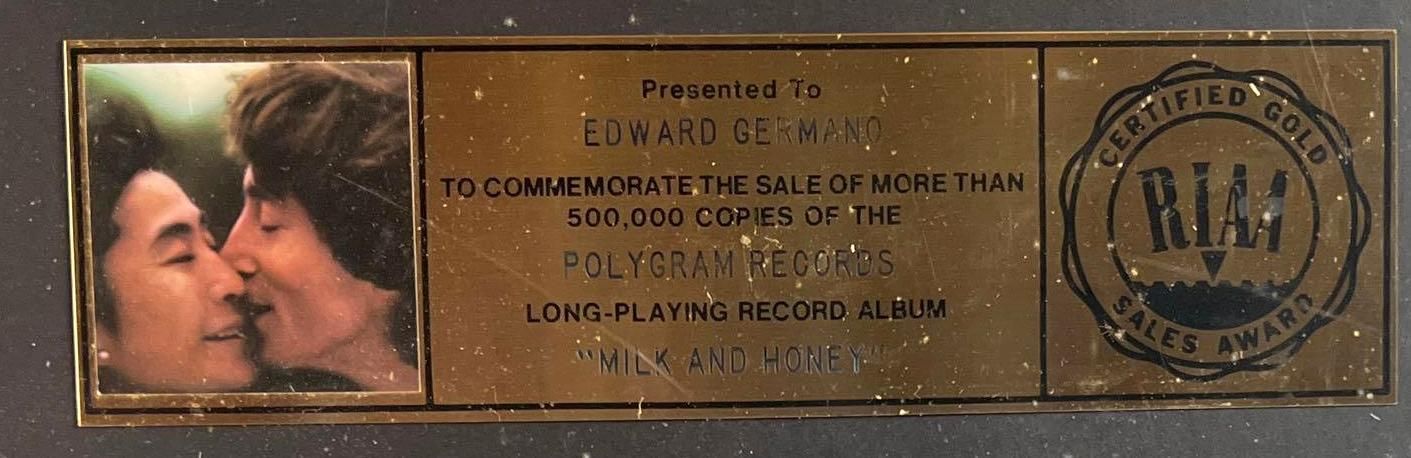 Presented To
EDWARD GERMANO
TO COMMEMORATE THE SALE OF MORE THAN
500,000 COPIES OF THE
POLYGRAM RECORDS
LONG-PLAYING RECORD ALBUM
"MILK AND HONEY"
CERTIFIED GOLD
RIAA
SALES AWARD